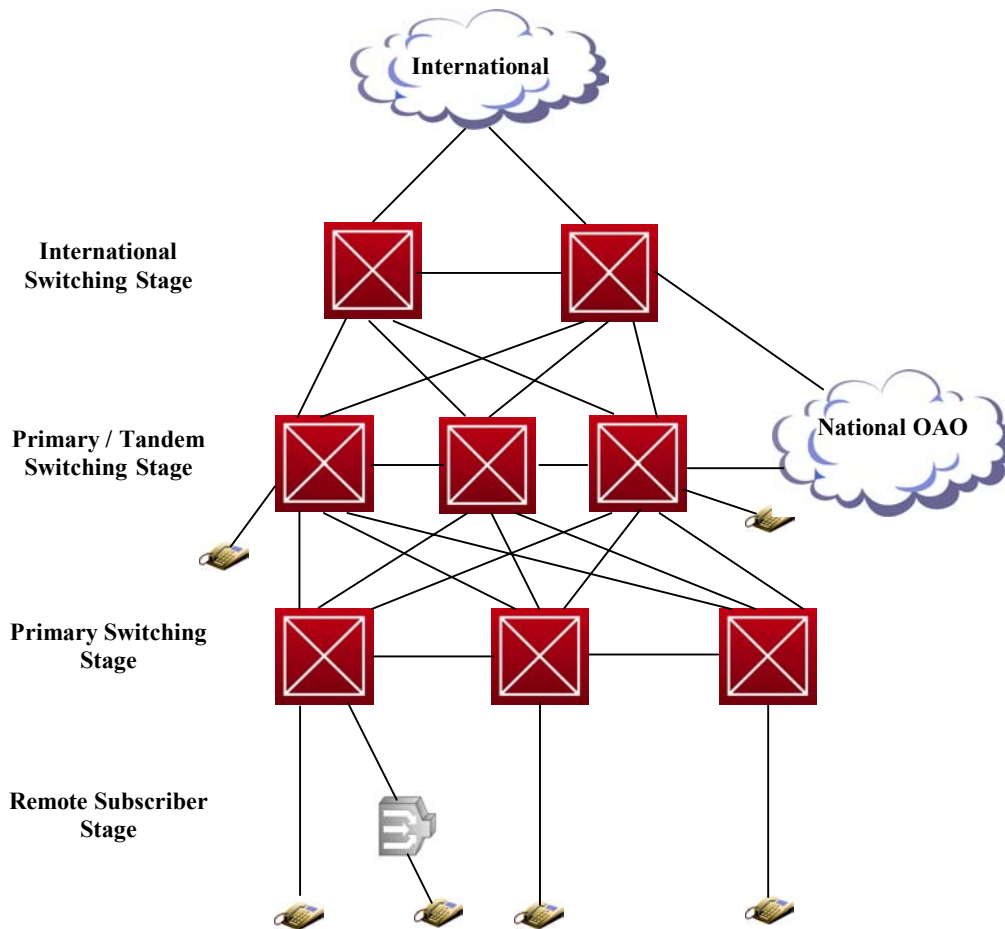 International
International
Switching Stage
Primary / Tandem
Switching Stage
National OAO
Primary Switching
Stage
Remote Subscriber
Stage